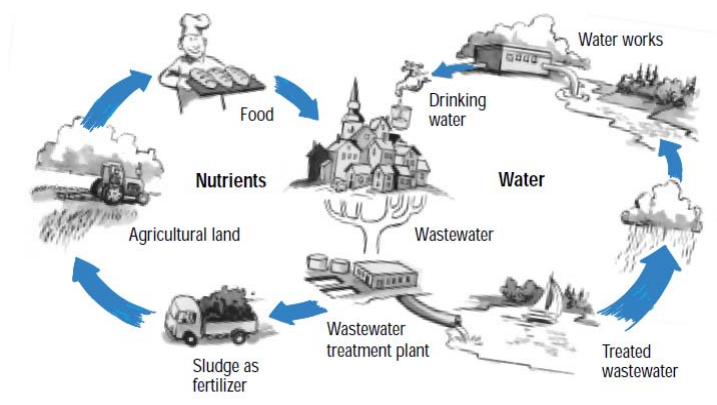 Water works
Drinking
water
Food
Nutrients
Water
Agricultural land
Wastewater
Wastewater
treatment plant
Treated
wastewater
Sludge as
fertilizer